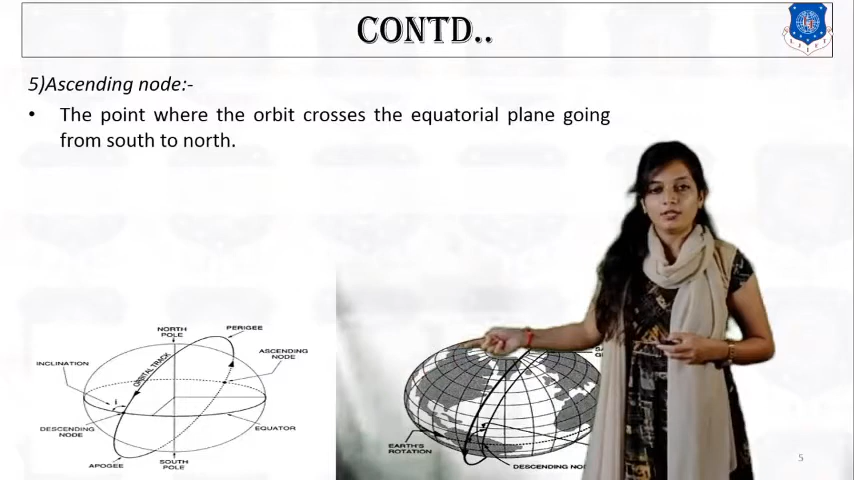 CONTD..
5)Ascending node:-
• The point where the orbit crosses the equatorial plane going
from south to north.
NORTH
POLE
PERIGEE
ASCENDING
NODE
INCLINATION
ORBITAL TRACK
i
DESCENDING
NODE
EQUATOR
APOGEE
SOUTH
POLE
EARTH'S
ROTATION
DESCENDING
5